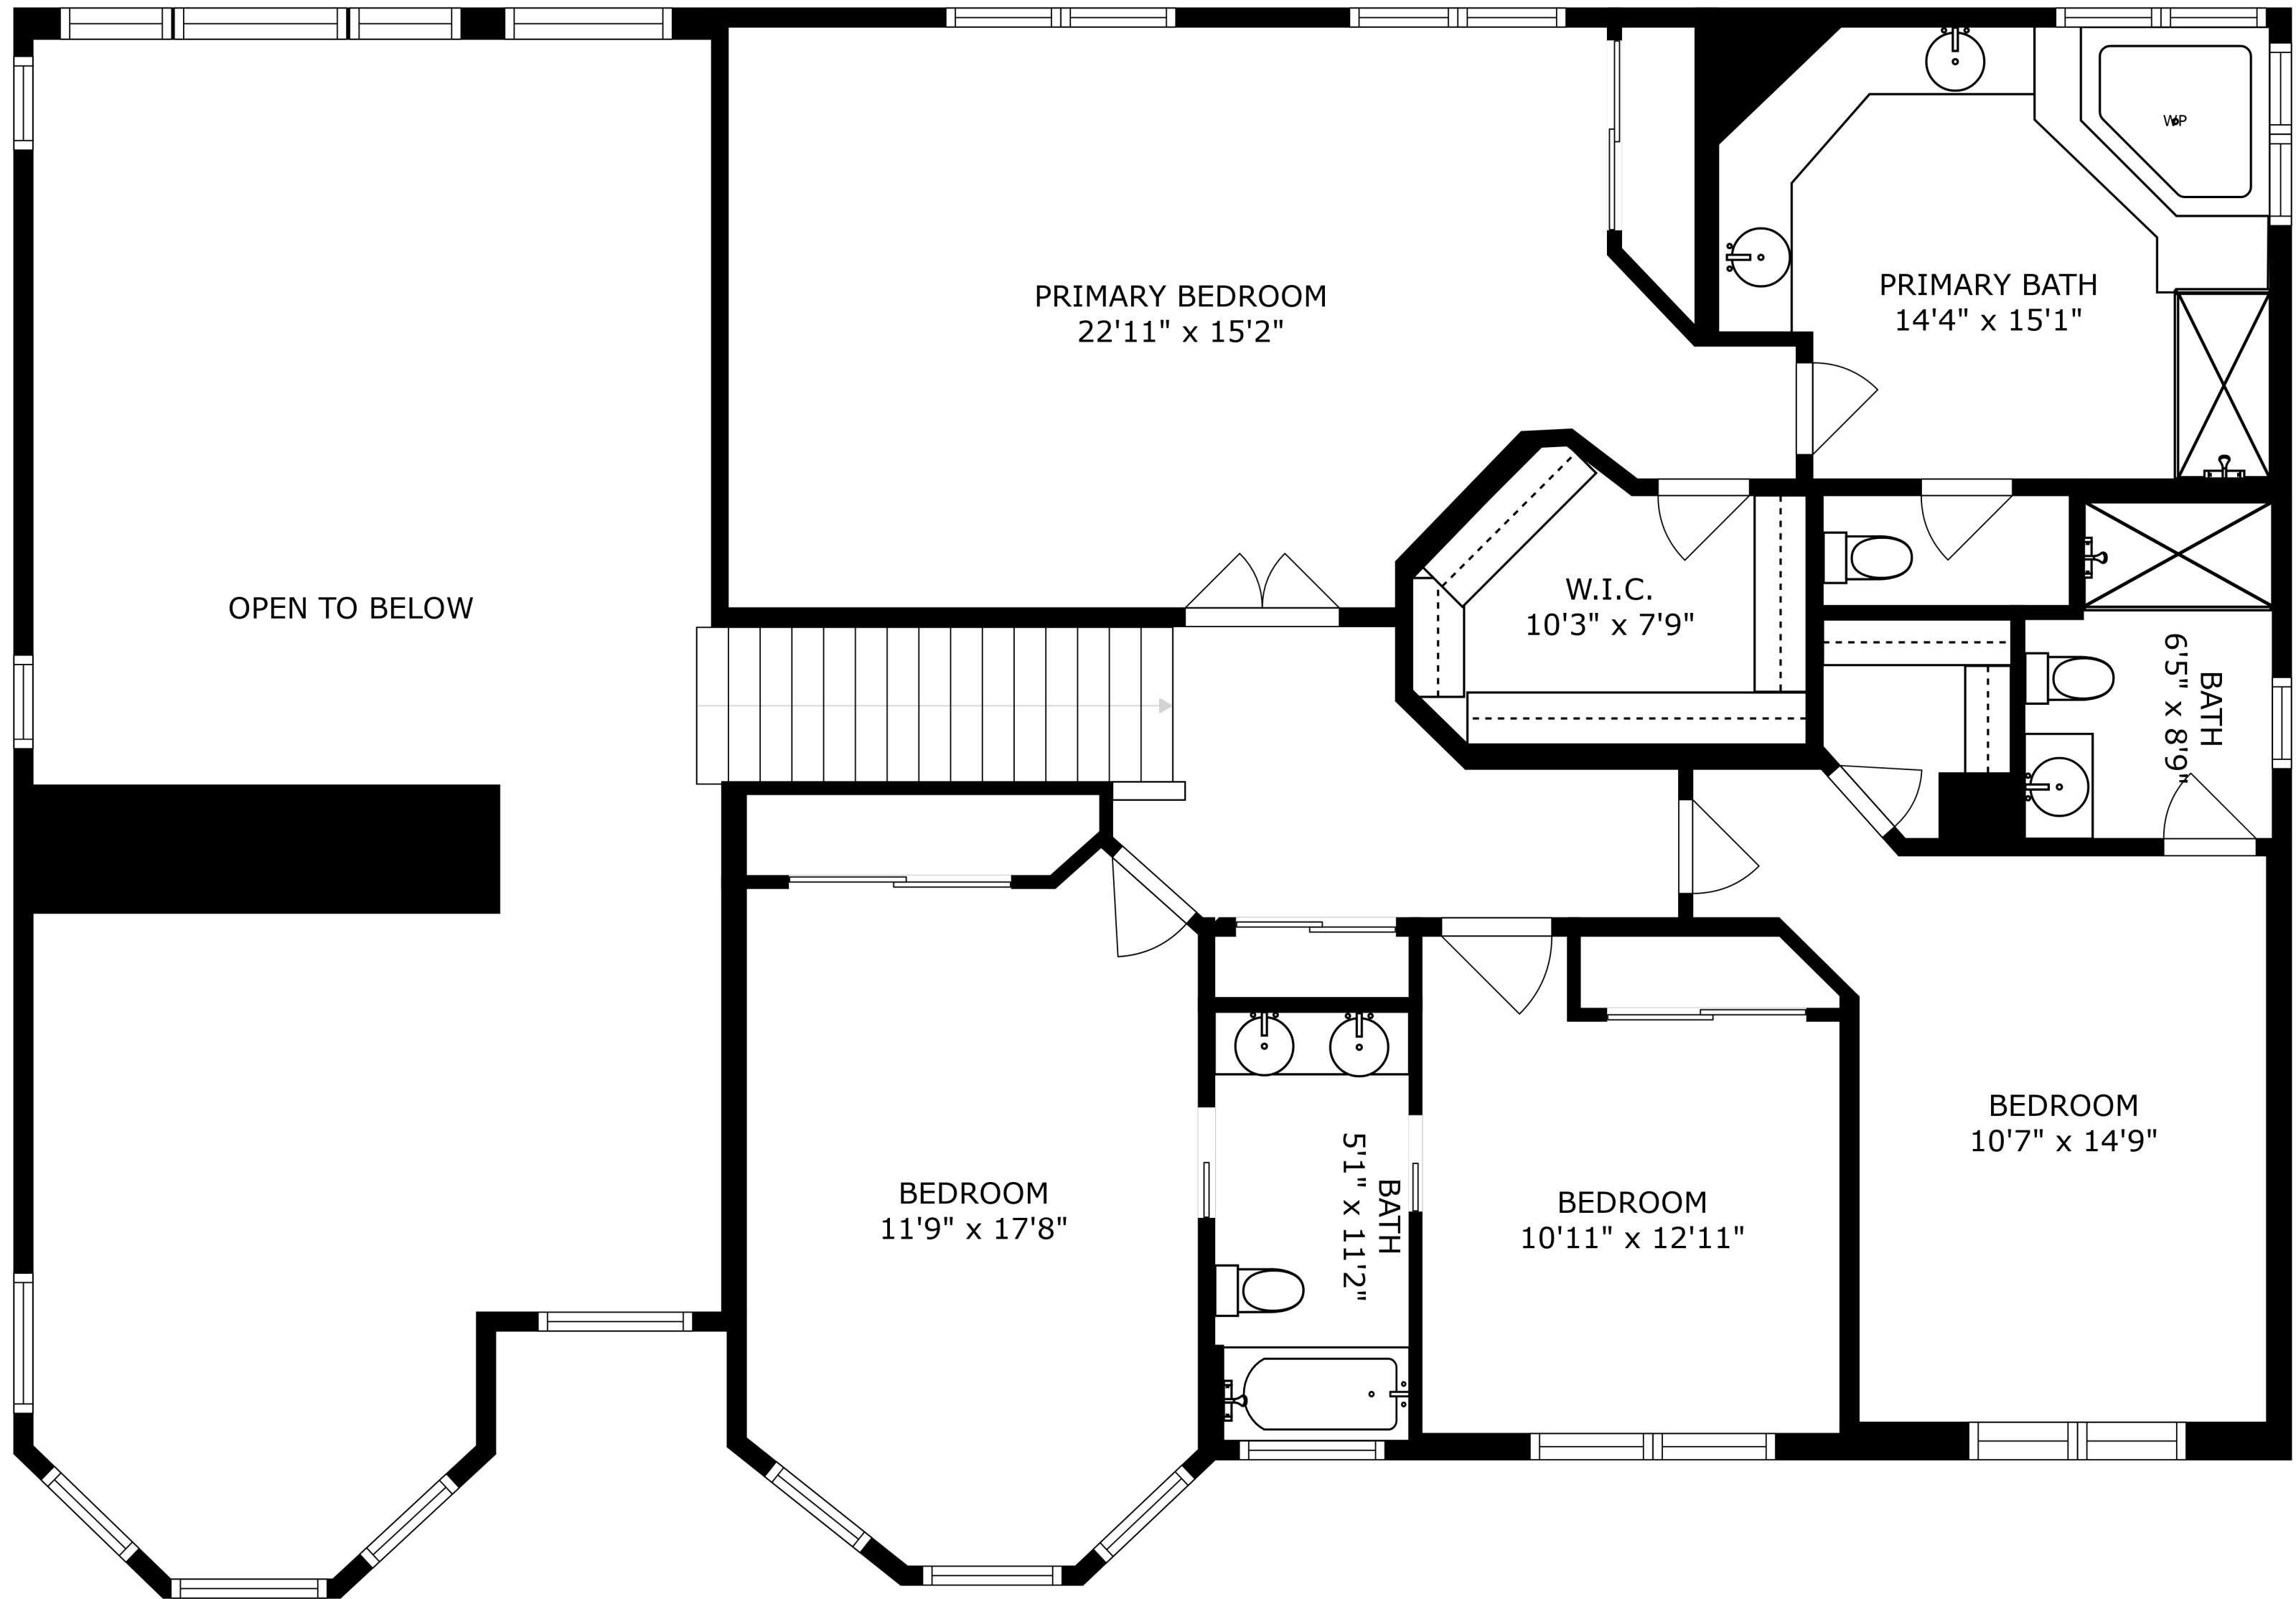 WP
PRIMARY BEDROOM
22'11" x 15'2"
PRIMARY BATH
14'4" x 15'1"
OPEN TO BELOW
W.I.C.
10'3" x 7'9"
BATH
6'5" x 8'9"
BEDROOM
11'9" x 17'8"
BATH
5'1" x 11'2"
BEDROOM
10'11" x 12'11"
BEDROOM
10'7" x 14'9"